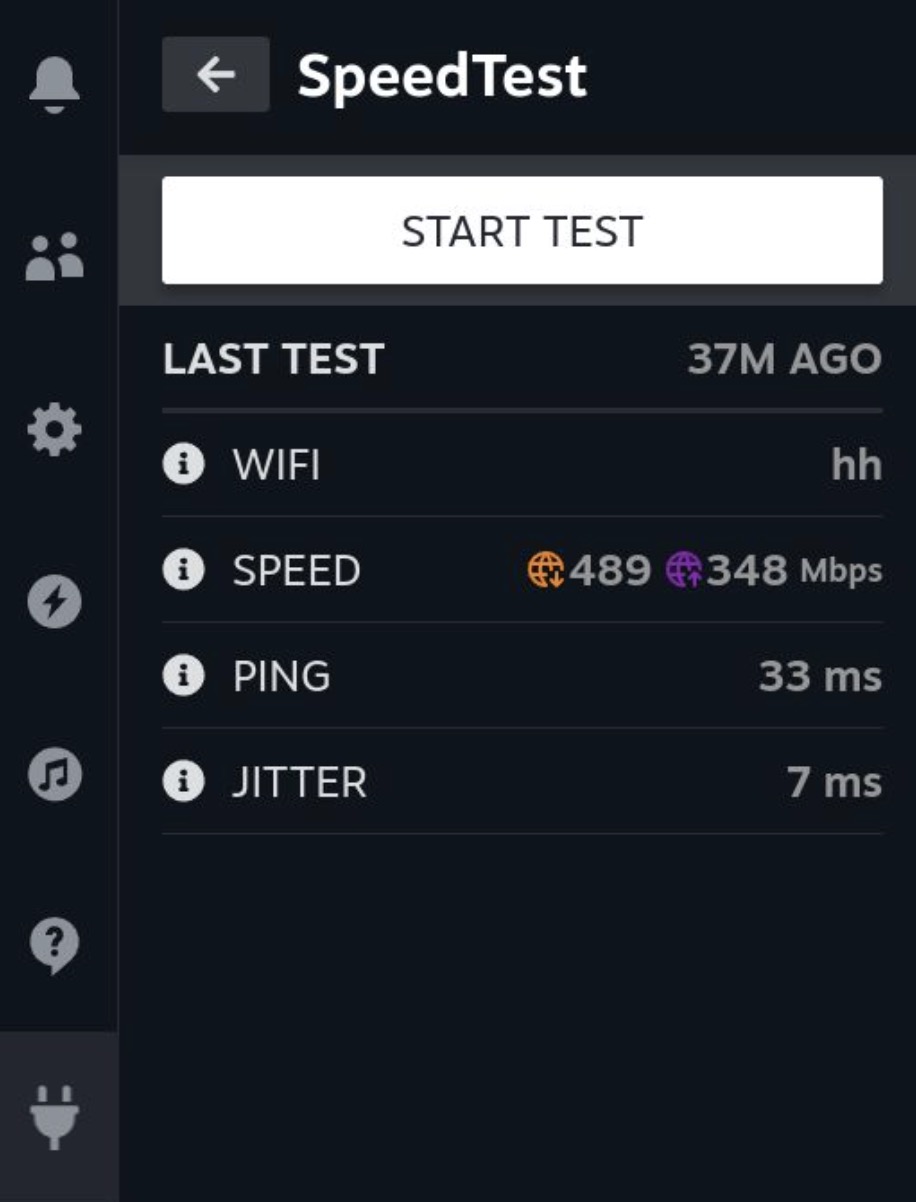 SpeedTest
START TEST
LAST TEST 37M AGO
WIFI hh
SPEED 489 348 Mbps
PING 33 ms
JITTER 7 ms